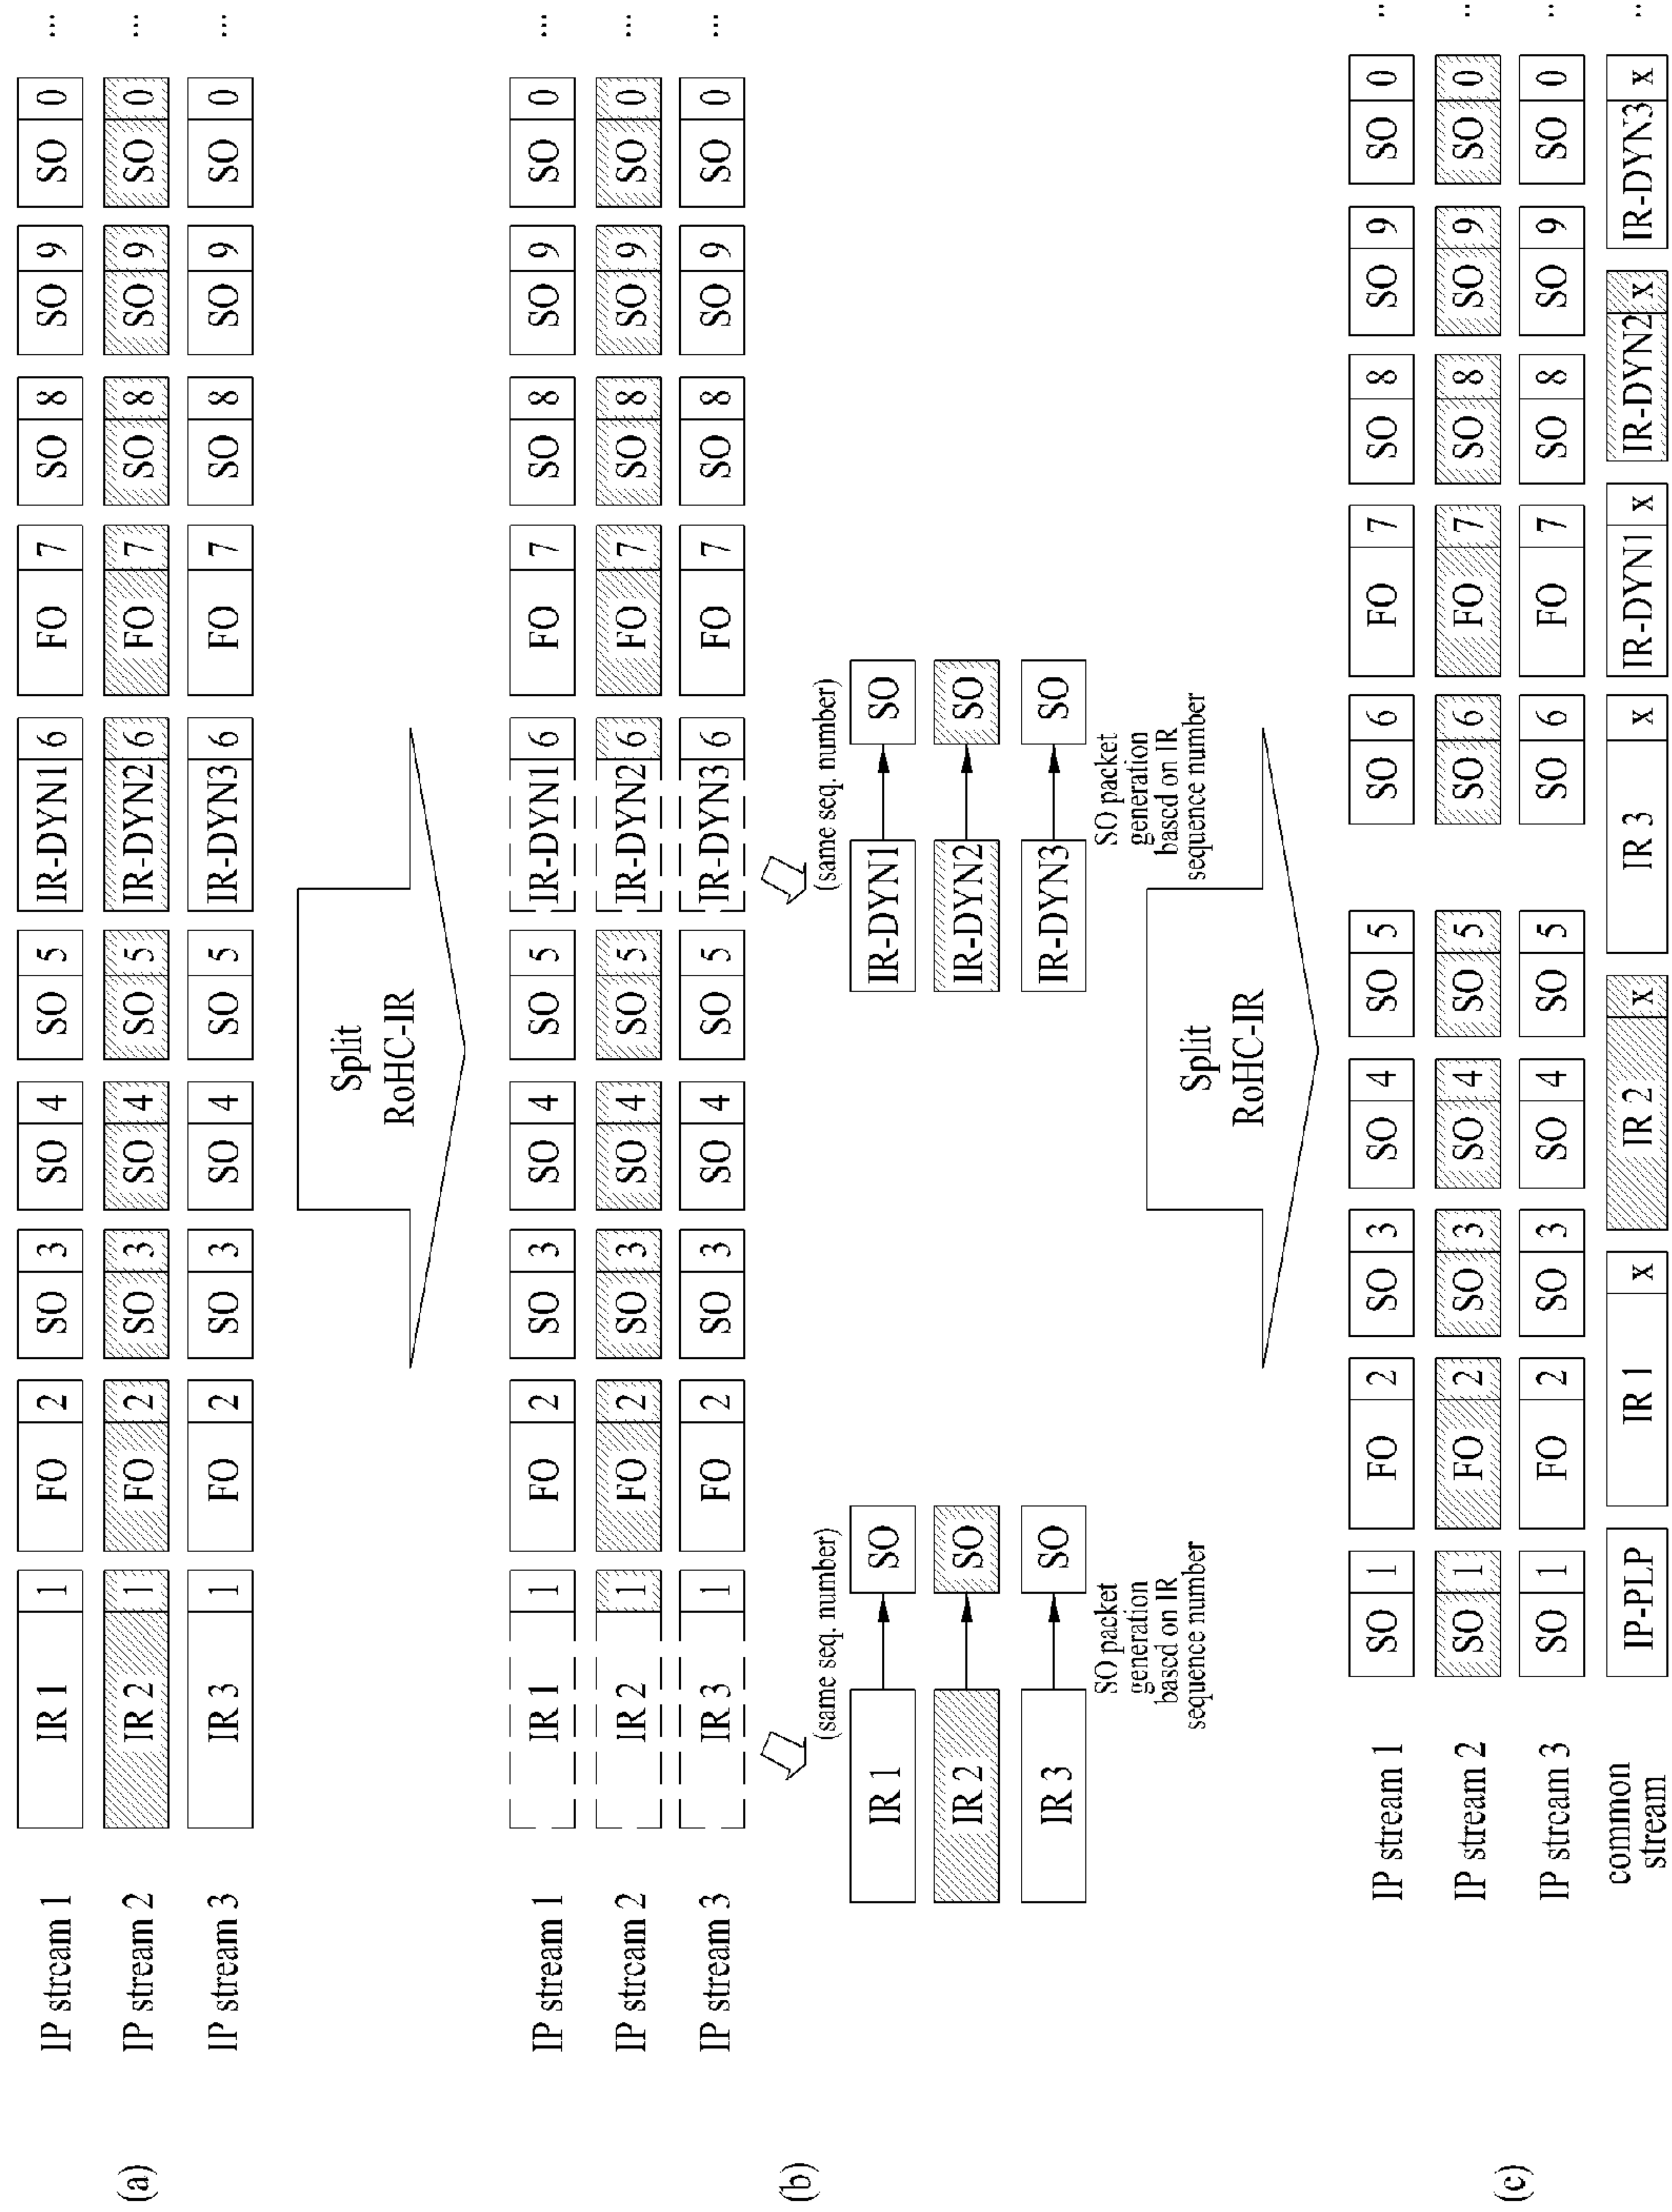 (a)
IP stream 1 IR 1 1 FO 2 SO 3 SO 4 SO 5 IR-DYN1 6 FO 7 SO 8 SO 9 SO 0 ...
IP stream 2 IR 2 1 FO 2 SO 3 SO 4 SO 5 IR-DYN2 6 FO 7 SO 8 SO 9 SO 0 ...
IP stream 3 IR 3 1 FO 2 SO 3 SO 4 SO 5 IR-DYN3 6 FO 7 SO 8 SO 9 SO 0 ...
Split
RoHC-IR
(b)
IP stream 1 IR 1 1 FO 2 SO 3 SO 4 SO 5 IR-DYN1 6 FO 7 SO 8 SO 9 SO 0 ...
IP stream 2 IR 2 1 FO 2 SO 3 SO 4 SO 5 IR-DYN2 6 FO 7 SO 8 SO 9 SO 0 ...
IP stream 3 IR 3 1 FO 2 SO 3 SO 4 SO 5 IR-DYN3 6 FO 7 SO 8 SO 9 SO 0 ...
(same seq. number)
IR 1 SO
IR 2 SO
IR 3 SO
SO packet
generation
based on IR
sequence number
(same seq. number)
IR-DYN1 SO
IR-DYN2 SO
IR-DYN3 SO
SO packet
generation
based on IR
sequence number
Split
RoHC-IR
(c)
IP stream 1 SO 1 FO 2 SO 3 SO 4 SO 5 SO 6 FO 7 SO 8 SO 9 SO 0 ...
IP stream 2 SO 1 FO 2 SO 3 SO 4 SO 5 SO 6 FO 7 SO 8 SO 9 SO 0 ...
IP stream 3 SO 1 FO 2 SO 3 SO 4 SO 5 SO 6 FO 7 SO 8 SO 9 SO 0 ...
common
stream
IP-PLP IR 1 x IR 2 x IR 3 x IR-DYN1 x IR-DYN2 x IR-DYN3 x ...